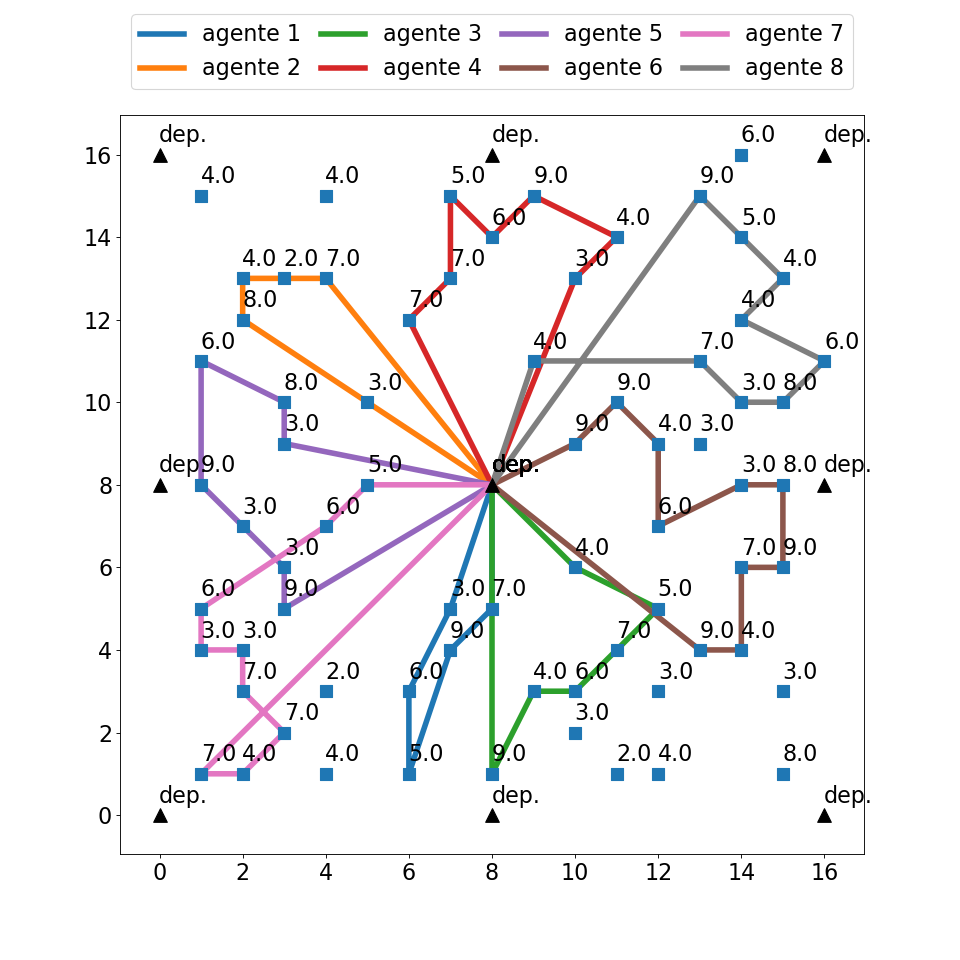 agente 1 agente 3 agente 5 agente 7
agente 2 agente 4 agente 6 agente 8
6.0
dep. dep. dep.
16
4.0 4.0 5.0 9.0 9.0
6.0 4.0 5.0
14
4.0 2.0 7.0 7.0 3.0 4.0
8.0 7.0 4.0
12
6.0 4.0 7.0 6.0
8.0 3.0 9.0 3.0 8.0
10
3.0 9.0 4.0 3.0
dep. 9.0 5.0 dep. dep. 3.0 8.0 dep.
8
3.0 6.0 6.0
3.0 4.0 7.0 9.0
6
6.0 9.0 3.0 7.0 5.0
3.0 3.0 9.0 7.0 9.0 4.0
4
7.0 2.0 6.0 4.0 6.0 3.0 3.0
7.0 3.0
2
7.0 4.0 4.0 5.0 9.0 2.0 4.0 8.0
dep. dep. dep.
0
0 2 4 6 8 10 12 14 16